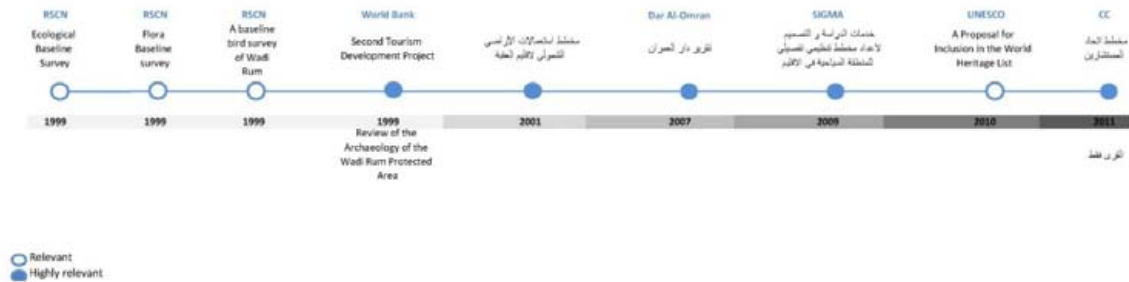 RSCN
Ecological
Baseline
Survey
1999
RSCN
Flora
Baseline
survey
1999
RSCN
A baseline
bird survey
of Wadi
Rum
1999
World Bank
Second Tourism
Development Project
1999
Review of the
Archaeology of the
Wadi Rum Protected
Area
مخطط استعمالات الأراضي
الشمولي لاقليم العقبة
2001
Dar Al-Omran
تقرير دار العمران
2007
SIGMA
خدمات الدراسة و التصميم
لأعداد مخطط تنظيمي تفصيلي
للمنطقة السياحية في الاقليم
2009
UNESCO
A Proposal for
Inclusion in the World
Heritage List
2010
CC
مخطط اتحاد
المستشارين
2011
القرى فقط
Relevant
Highly relevant